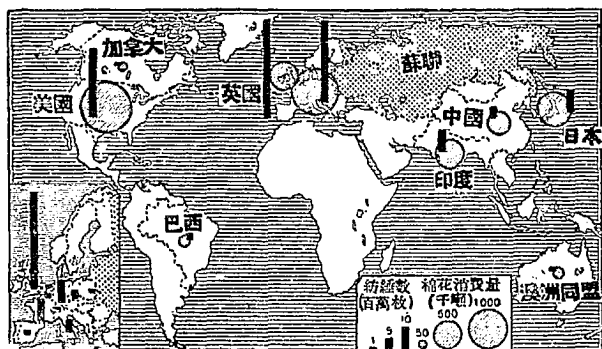 加拿大
美國
英國
蘇聯
中國
日本
印度
巴西
澳洲同盟
紡錘數 棉花消費量
(百萬枚) (千噸)
1 5 10 50 500 1000